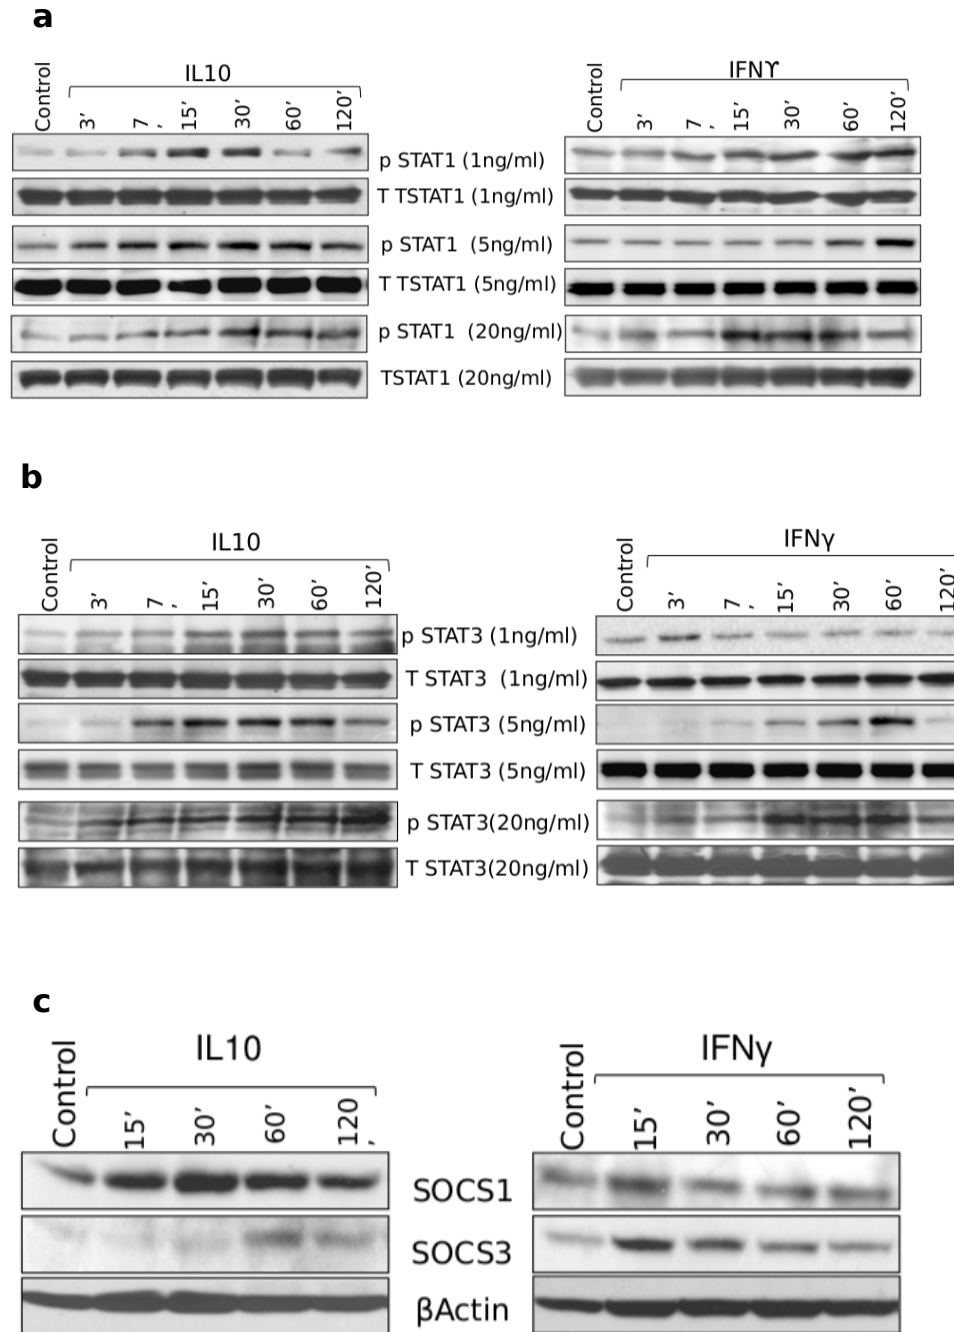 a
IL10
IFNϒ
Control 3’ 7’ 15’ 30’ 60’ 120’
Control 3’ 7’ 15’ 30’ 60’ 120’
p STAT1 (1ng/ml)
T TSTAT1 (1ng/ml)
p STAT1 (5ng/ml)
T TSTAT1 (5ng/ml)
p STAT1 (20ng/ml)
TSTAT1 (20ng/ml)
b
IL10
IFNγ
Control 3’ 7’ 15’ 30’ 60’ 120’
Control 3’ 7’ 15’ 30’ 60’ 120’
p STAT3 (1ng/ml)
T STAT3 (1ng/ml)
p STAT3 (5ng/ml)
T STAT3 (5ng/ml)
p STAT3(20ng/ml)
T STAT3(20ng/ml)
c
IL10
IFNγ
Control 15’ 30’ 60’ 120’
Control 15’ 30’ 60’ 120’
SOCS1
SOCS3
βActin